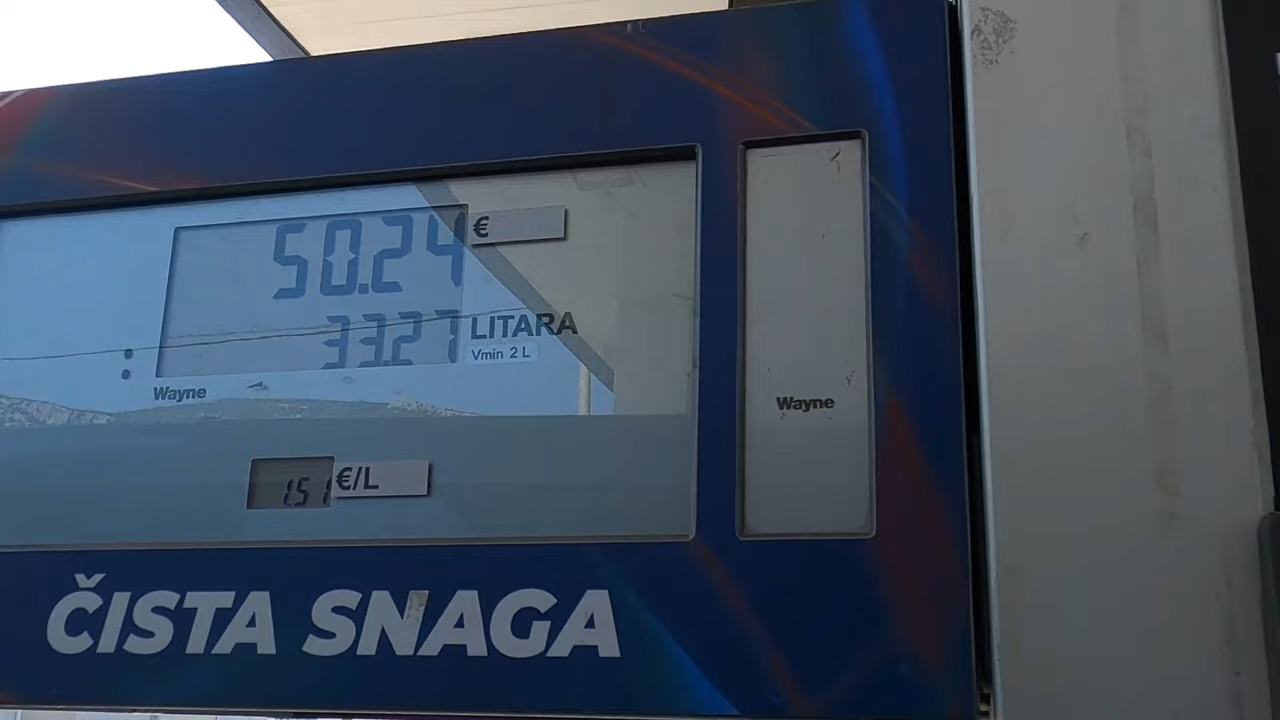 50.24 €
33.27 LITARA
Vmin 2 L
Wayne
Wayne
1.51 €/L
ČISTA SNAGA